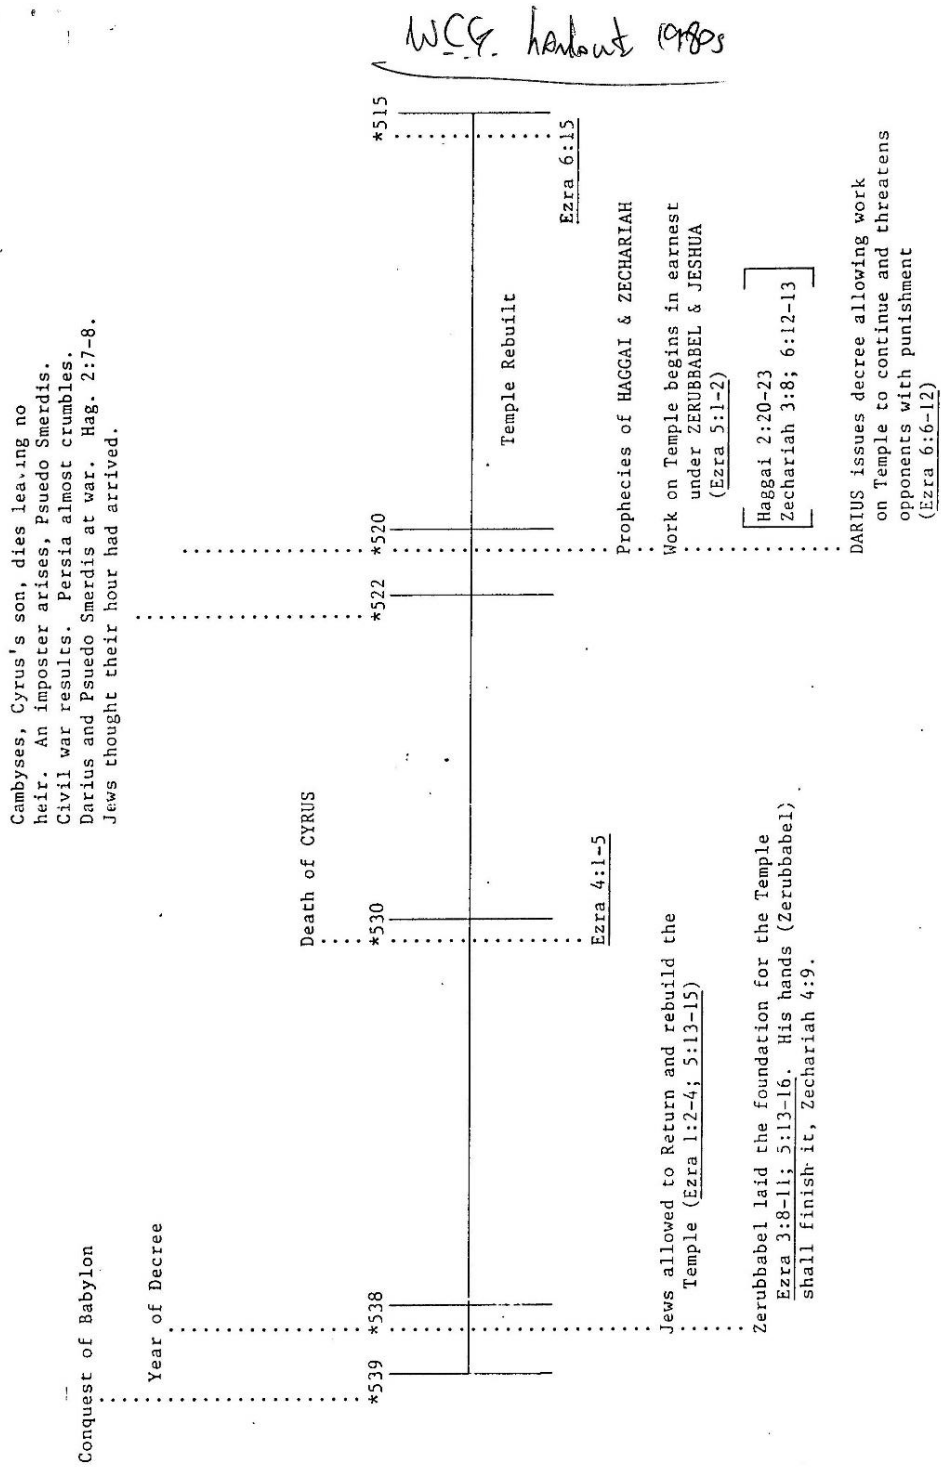 WCG. handout 1980s
Cambyses, Cyrus's son, dies leaving no
heir. An imposter arises, Psuedo Smerdis.
Civil war results. Persia almost crumbles.
Darius and Psuedo Smerdis at war. Hag. 2:7-8.
Jews thought their hour had arrived.
Conquest of Babylon
Year of Decree
Death of CYRUS
*539
*538
*530
*522
*520
*515
Temple Rebuilt
Ezra 6:15
Ezra 4:1-5
Prophecies of HAGGAI & ZECHARIAH
Work on Temple begins in earnest
under ZERUBBABEL & JESHUA
(Ezra 5:1-2)
Haggai 2:20-23
Zechariah 3:8; 6:12-13
DARIUS issues decree allowing work
on Temple to continue and threatens
opponents with punishment
(Ezra 6:6-12)
Jews allowed to Return and rebuild the
Temple (Ezra 1:2-4; 5:13-15)
Zerubbabel laid the foundation for the Temple
Ezra 3:8-11; 5:13-16. His hands (Zerubbabel)
shall finish it, Zechariah 4:9.